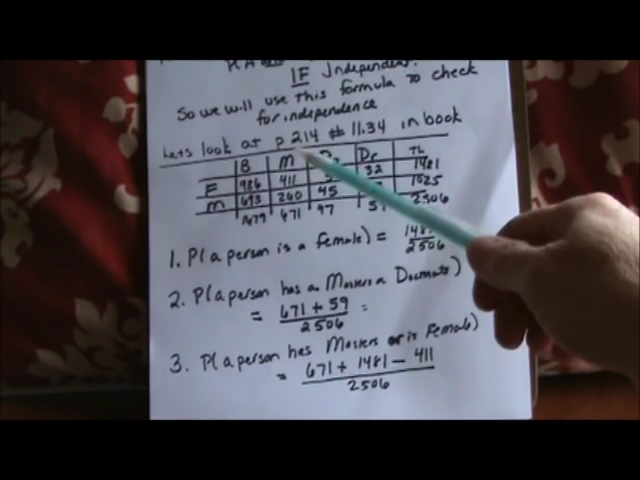 IF Independent.
So we will use this formula to check
for independence
Lets look at p 214 # 11.34 in book
B M Dr TL
F 986 411 32 1481
M 693 260 45 1025
1679 671 97 2506
1. P(a person is a female) = 148 / 2506
2. P(a person has a Masters or Doctorate)
= 671 + 59 / 2506 =
3. P(a person has Masters or is Female)
= 671 + 1481 - 411 / 2506